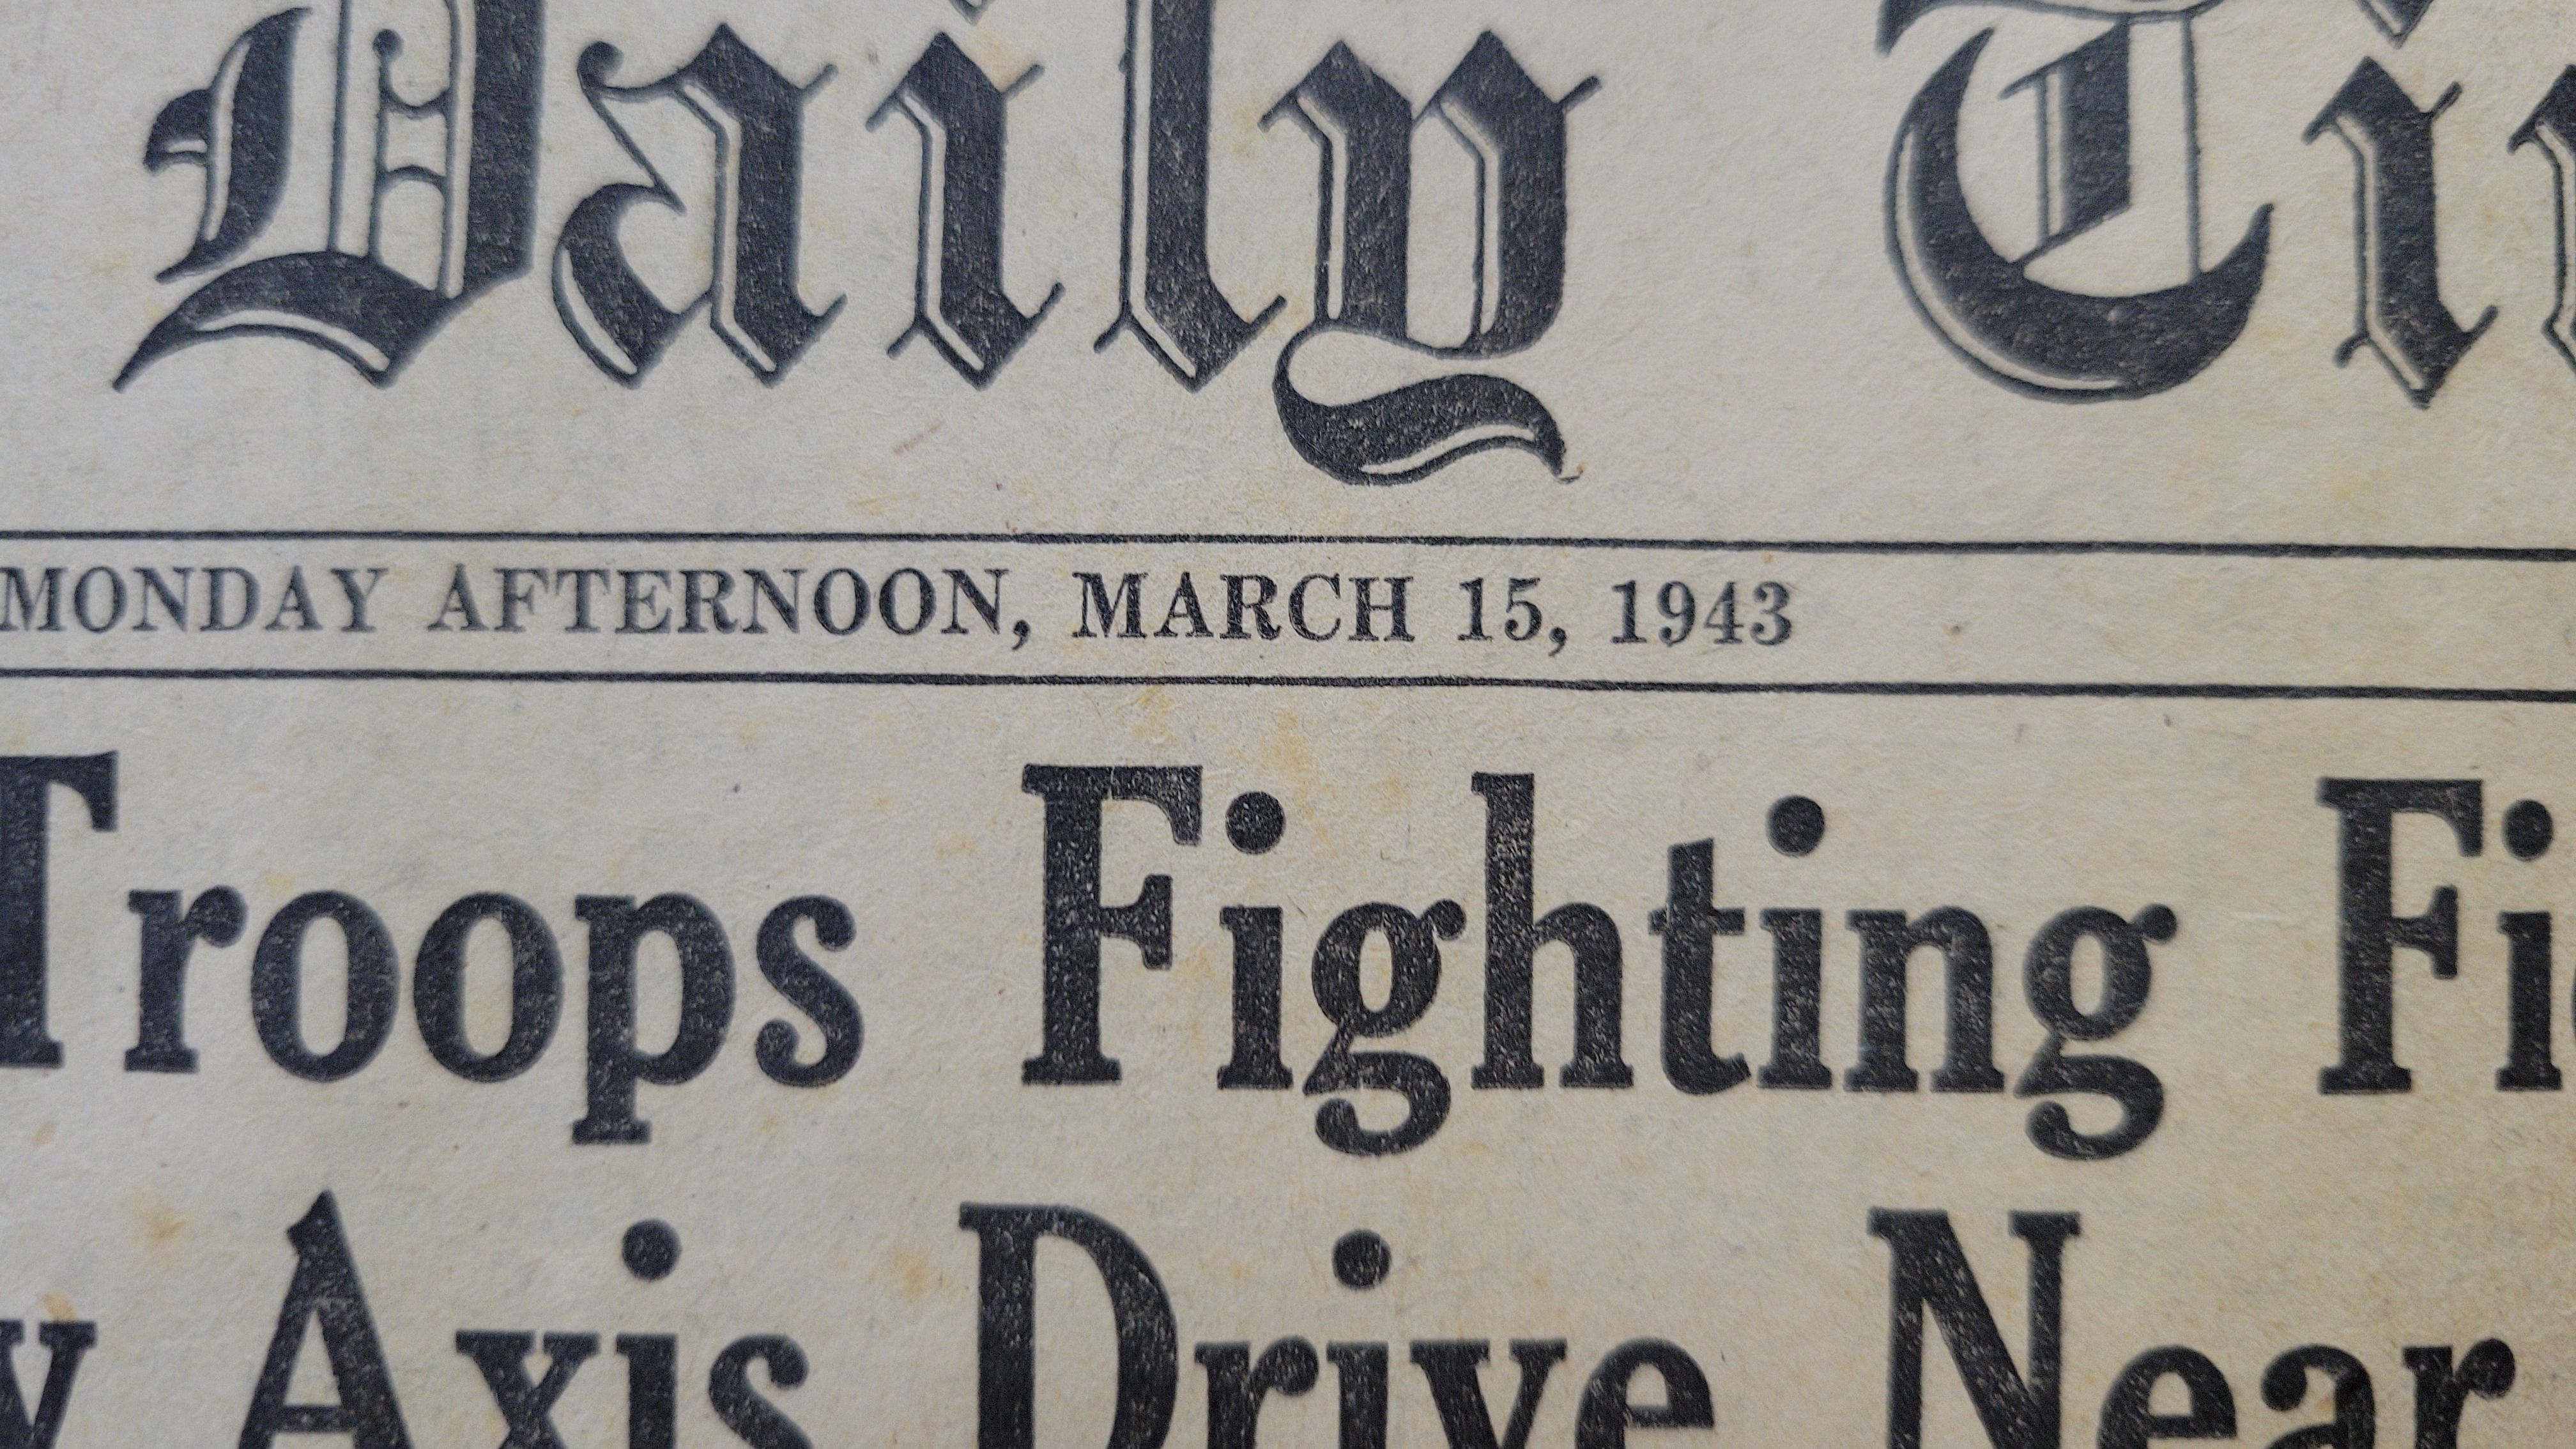 Daily
MONDAY AFTERNOON, MARCH 15, 1943
Troops Fighting
Axis Drive Near